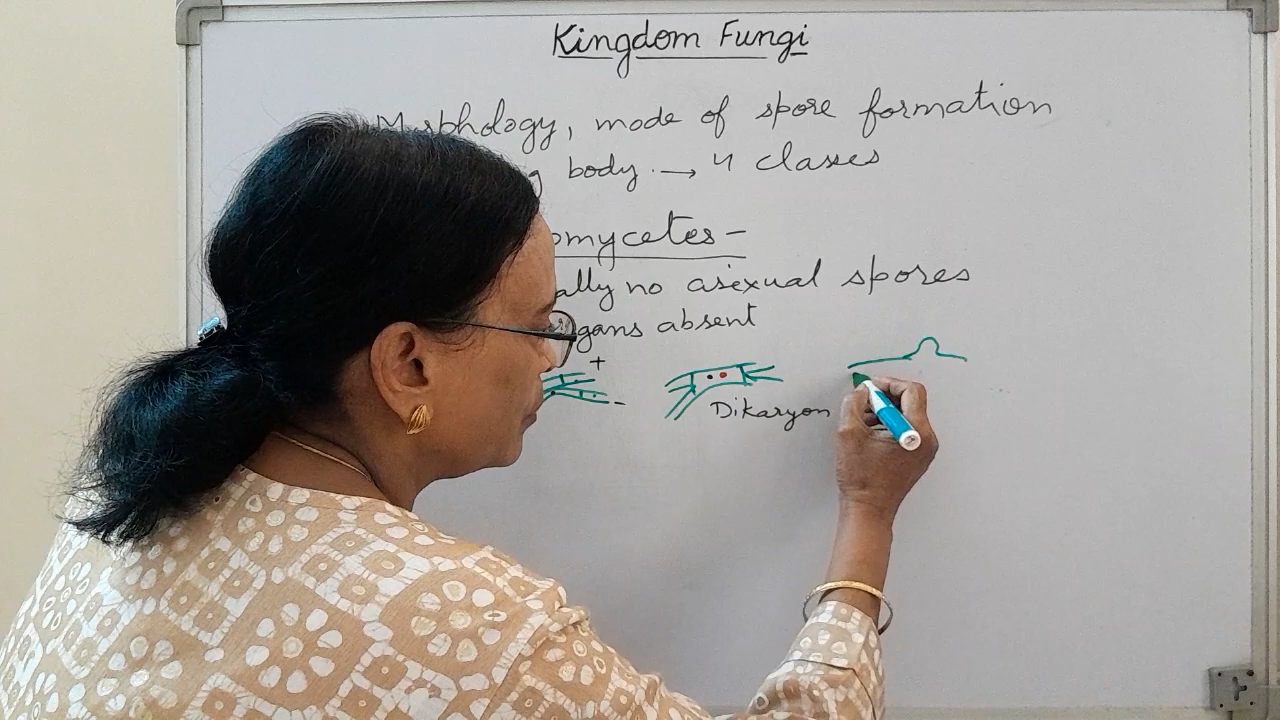 Kingdom Fungi
Morphology, mode of spore formation
body. → 4 classes
omycetes -
ally no asexual spores
gans absent
+
-
Dikaryon